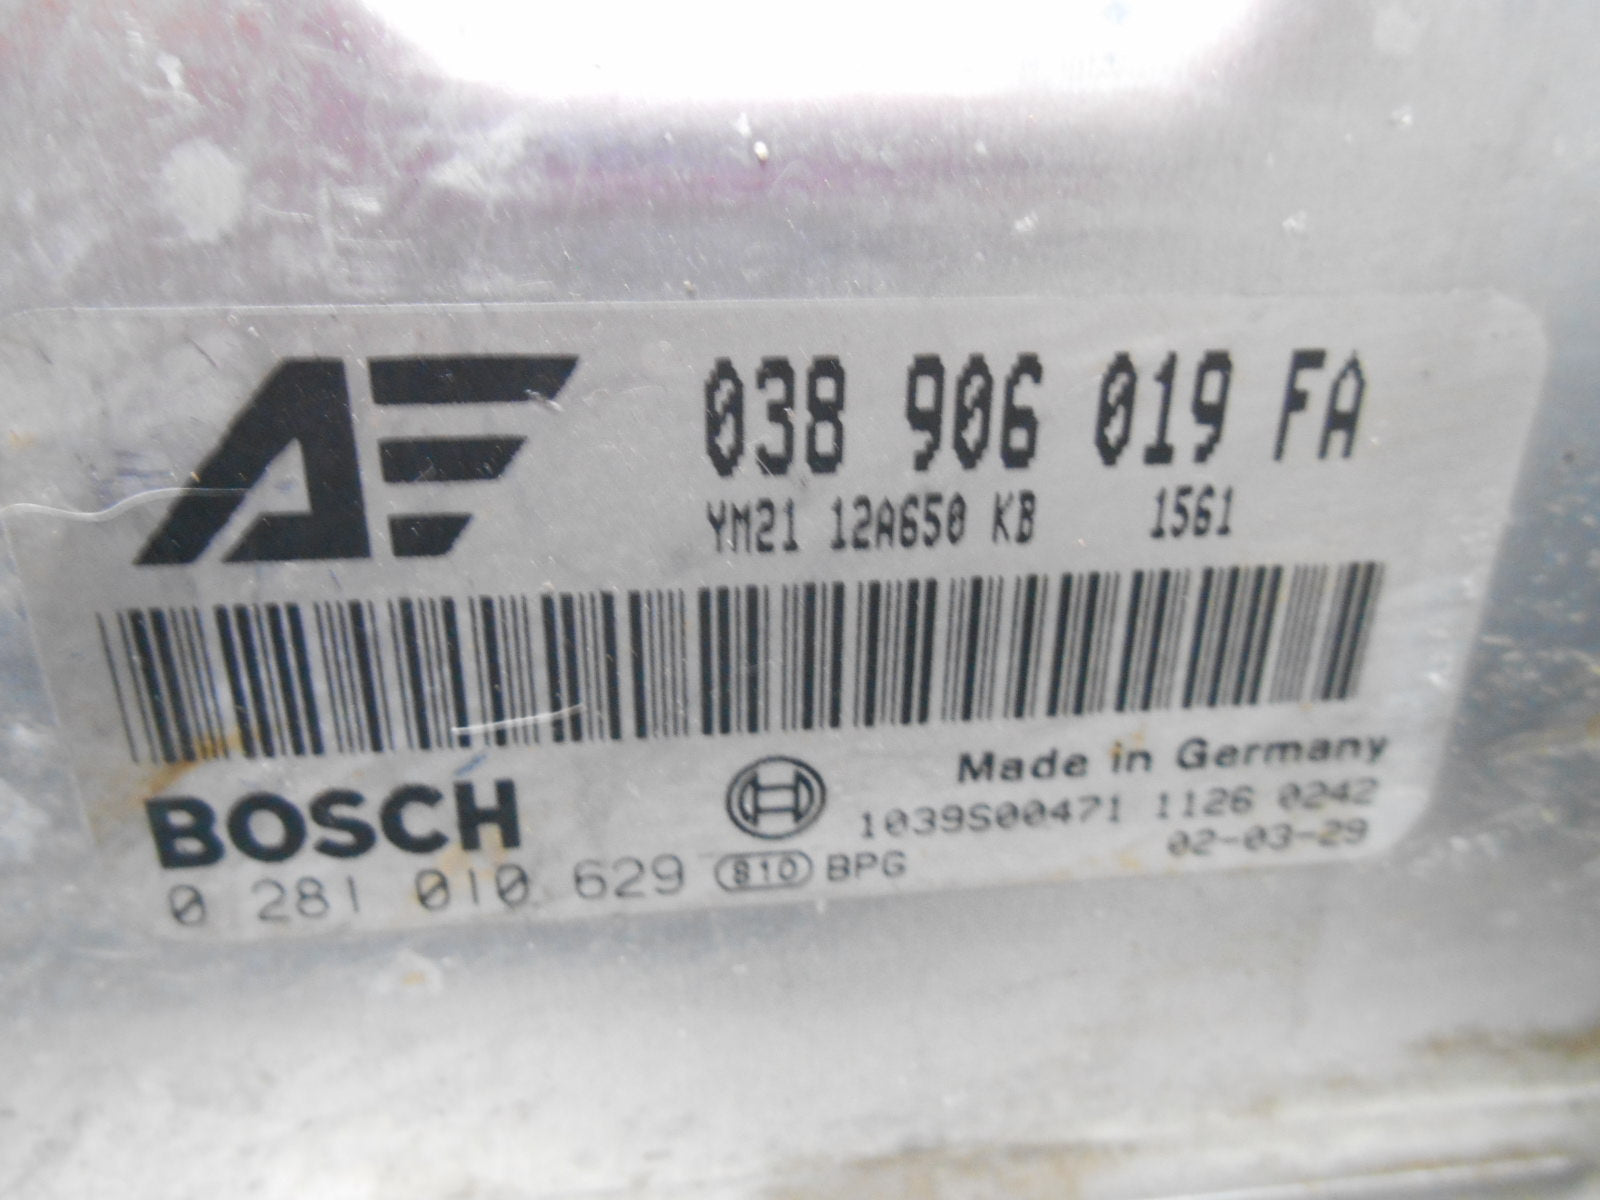 AF
038 906 019 FA
YM21 12A650 KB 1561
Made in Germany
BOSCH
1039S00471 1126 0242
0 281 010 629 810 BPG
02-03-29